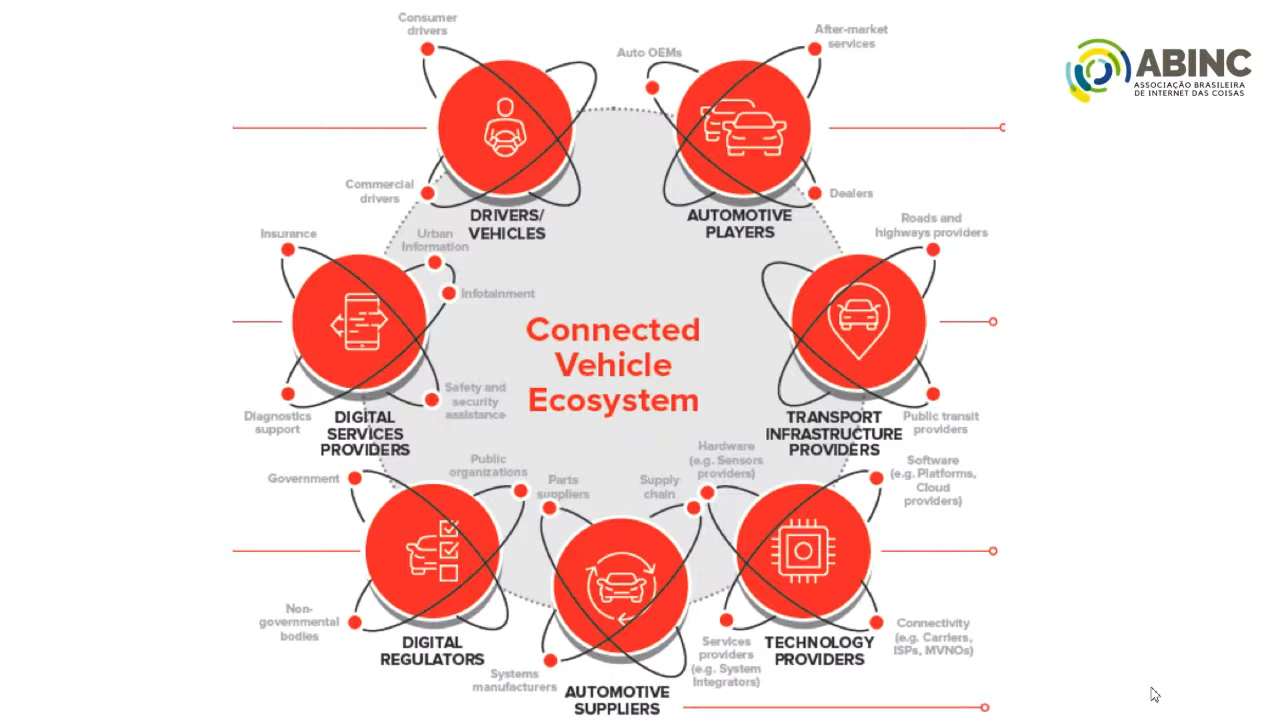 Consumer
drivers
Auto OEMs
After-market
services
ABINC
ASSOCIAÇÃO BRASILEIRA
DE INTERNET DAS COISAS
Commercial
drivers
DRIVERS/
VEHICLES
AUTOMOTIVE
PLAYERS
Dealers
Insurance
Urban
Information
Infotainment
Roads and
highways providers
Connected
Vehicle
Ecosystem
Diagnostics
support
DIGITAL
SERVICES
PROVIDERS
Safety and
security
assistance
TRANSPORT
INFRASTRUCTURE
PROVIDERS
Public transit
providers
Government
Public
organizations
Parts
suppliers
Supply
chain
Hardware
(e.g. Sensors
providers)
Software
(e.g. Platforms,
Cloud
providers)
Non-
governmental
bodies
DIGITAL
REGULATORS
Systems
manufacturers
AUTOMOTIVE
SUPPLIERS
Services
providers
(e.g. System
Integrators)
TECHNOLOGY
PROVIDERS
Connectivity
(e.g. Carriers,
ISPs, MVNOs)